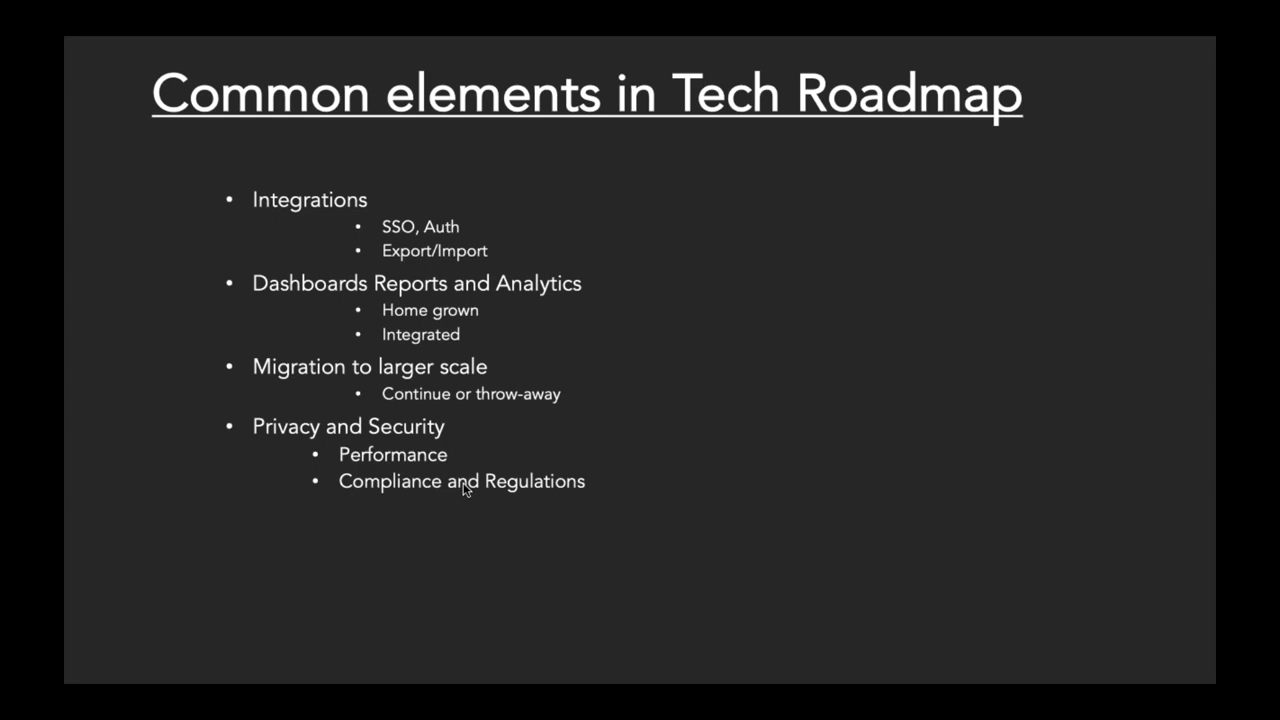 Common elements in Tech Roadmap
• Integrations
• SSO, Auth
• Export/Import
• Dashboards Reports and Analytics
• Home grown
• Integrated
• Migration to larger scale
• Continue or throw-away
• Privacy and Security
• Performance
• Compliance and Regulations